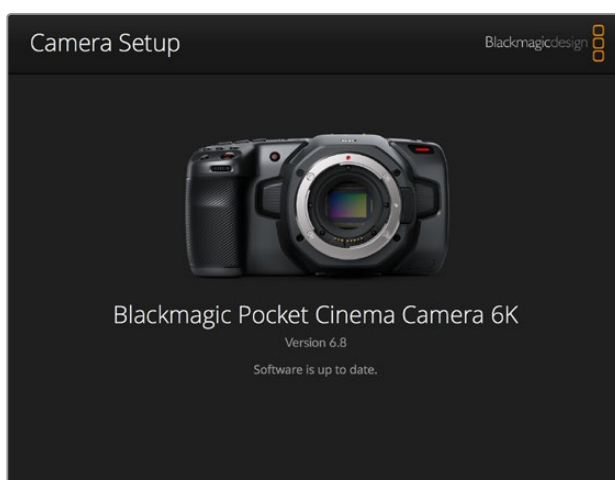 Camera Setup
Blackmagicdesign
Blackmagic Pocket Cinema Camera 6K
Version 6.8
Software is up to date.